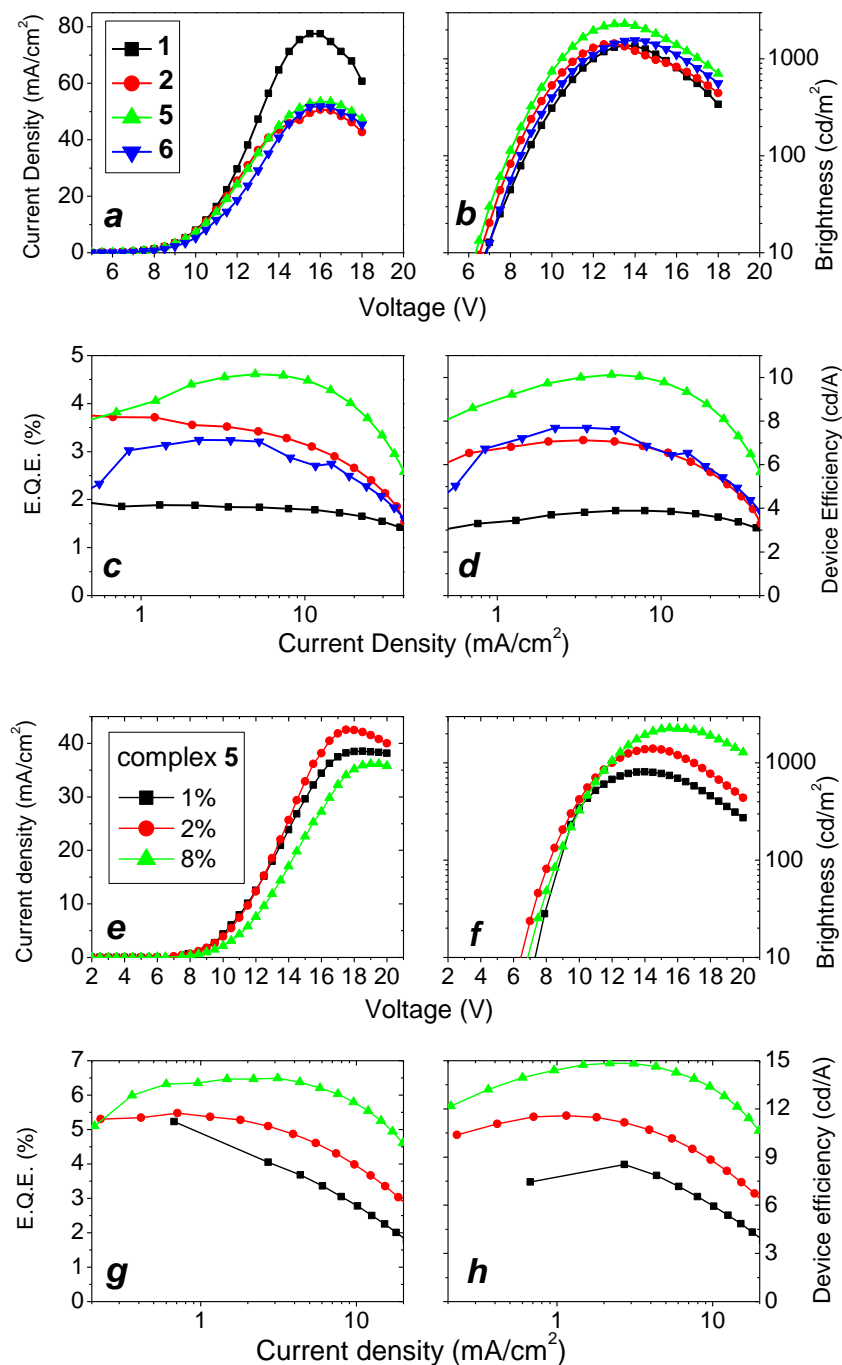 Current Density (mA/cm²)
80
60
40
20
0
1
2
5
6
a
6 8 10 12 14 16 18 20
b
6 8 10 12 14 16 18 20
1000
100
10
Brightness (cd/m²)
Voltage (V)
E.Q.E. (%)
5
4
3
2
1
0
c
1 10
d
1 10
10
8
6
4
2
0
Device Efficiency (cd/A)
Current Density (mA/cm²)
Current density (mA/cm²)
40
30
20
10
0
complex 5
1%
2%
8%
e
2 4 6 8 10 12 14 16 18 20
f
2 4 6 8 10 12 14 16 18 20
1000
100
10
Brightness (cd/m²)
Voltage (V)
E.Q.E. (%)
7
6
5
4
3
2
1
0
g
1 10
h
1 10
15
12
9
6
3
0
Device efficiency (cd/A)
Current density (mA/cm²)